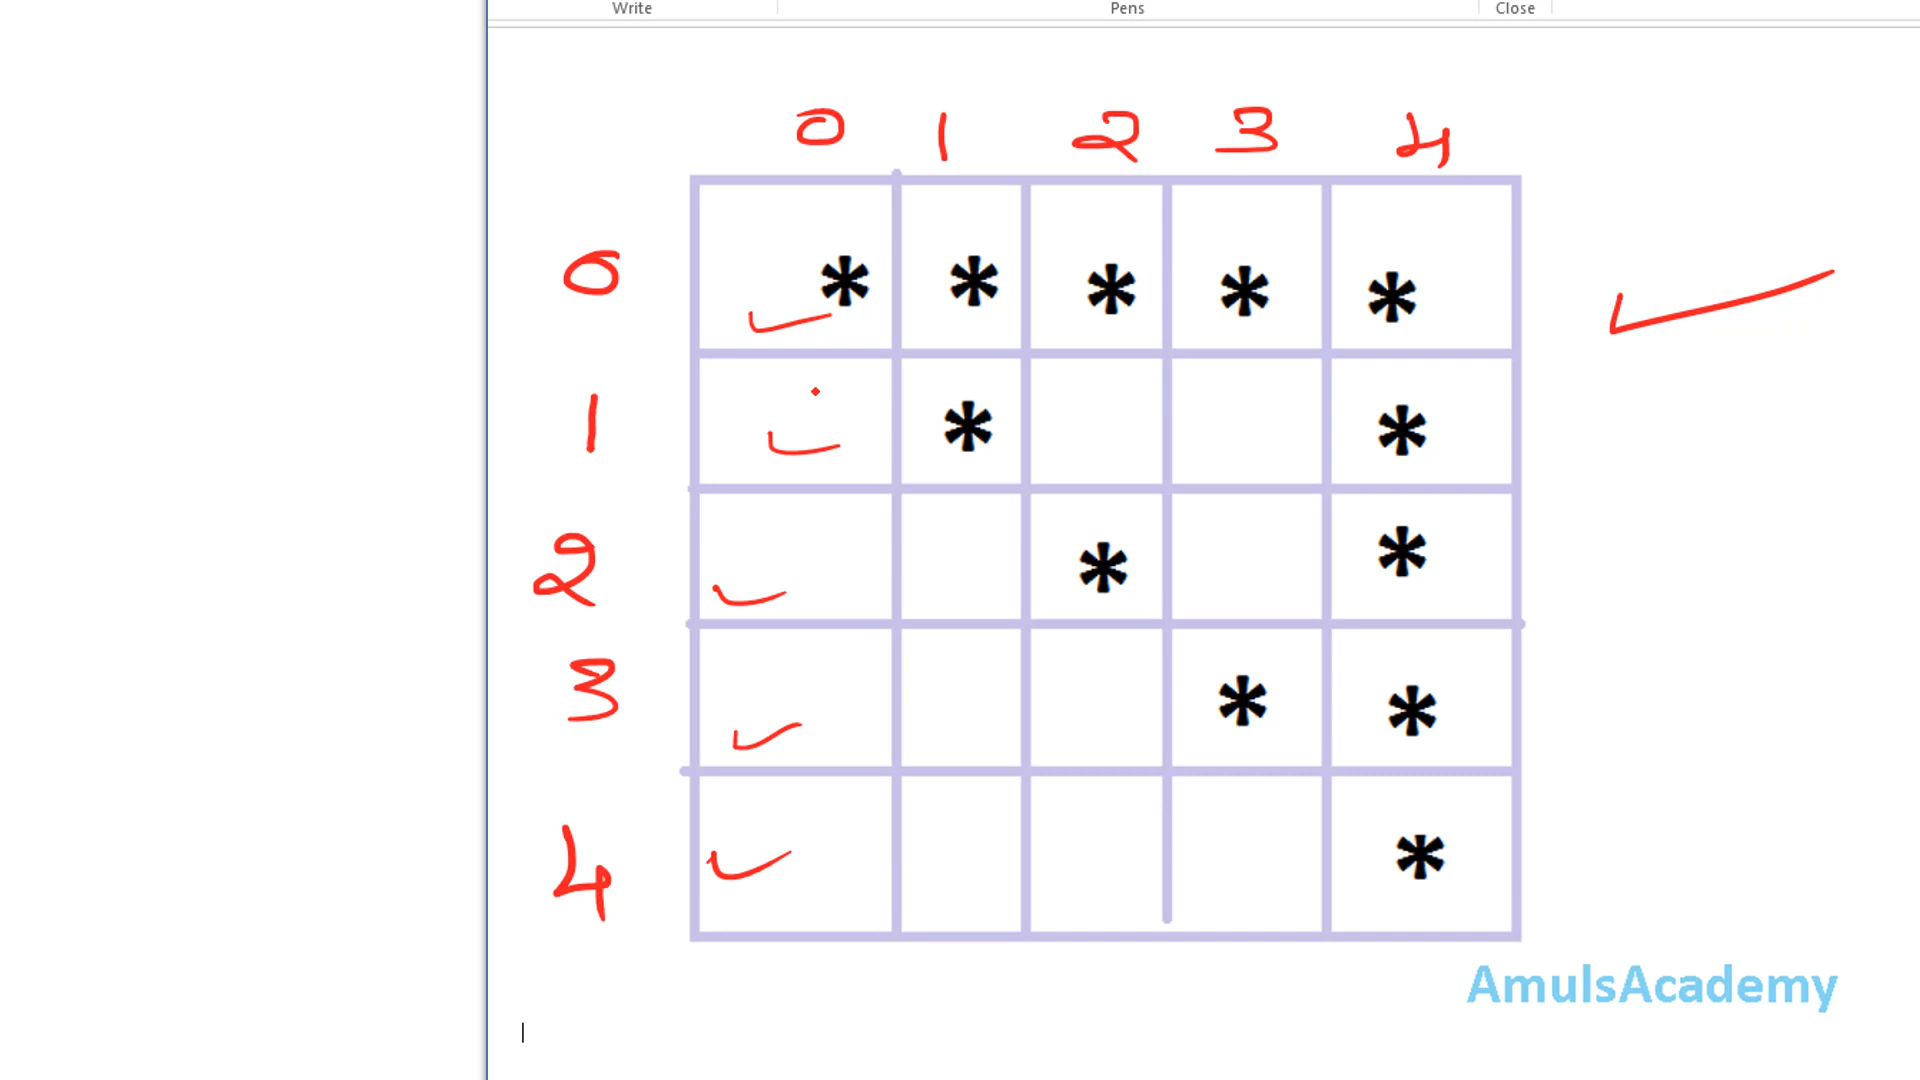 Write Pens Close
0 1 2 3 4
0 * * * * *
1 * *
2 * *
3 * *
4 *
AmulsAcademy